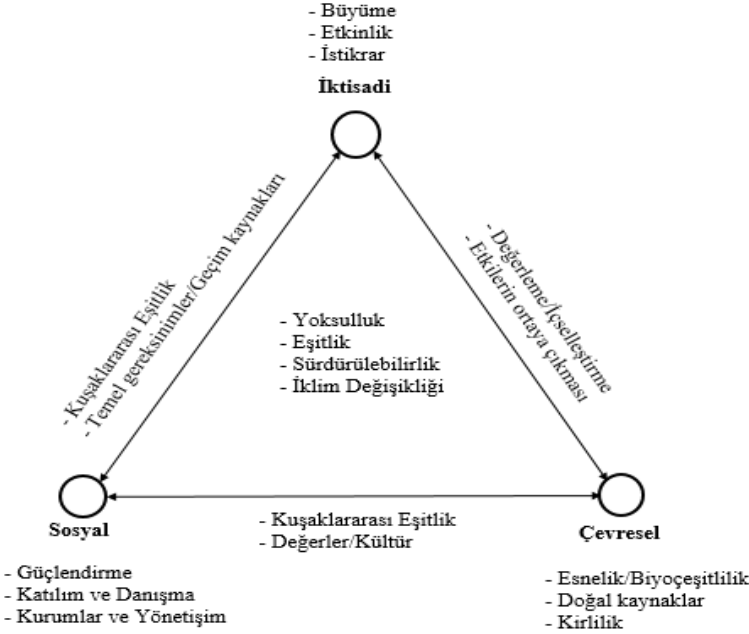 - Büyüme
- Etkinlik
- İstikrar
İktisadi
- Kuşaklararası Eşitlik
- Temel gereksinimler/Geçim kaynakları
- Değerleme/İçselleştirme
- Etkilerin ortaya çıkması
- Yoksulluk
- Eşitlik
- Sürdürülebilirlik
- İklim Değişikliği
Sosyal
- Kuşaklararası Eşitlik
- Değerler/Kültür
Çevresel
- Güçlendirme
- Katılım ve Danışma
- Kurumlar ve Yönetişim
- Esnelik/Biyoçeşitlilik
- Doğal kaynaklar
- Kirlilik